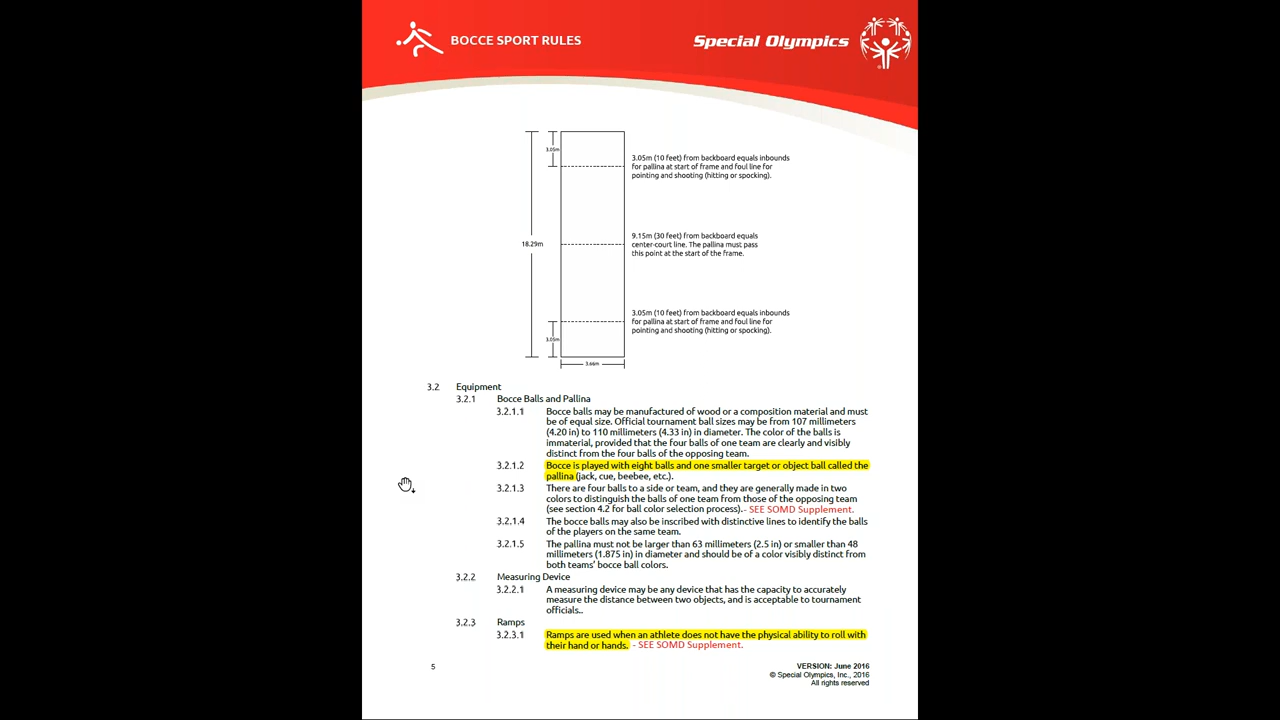 BOCCE SPORT RULES
Special Olympics
3.05m
3.05m (10 feet) from backboard equals inbounds
for pallina at start of frame and foul line for
pointing and shooting (hitting or spocking).
18.29m
9.15m (30 feet) from backboard equals
center-court line. The pallina must pass
this point at the start of the frame.
3.05m (10 feet) from backboard equals inbounds
for pallina at start of frame and foul line for
pointing and shooting (hitting or spocking).
3.05m
3.66m
3.2 Equipment
3.2.1 Bocce Balls and Pallina
3.2.1.1 Bocce balls may be manufactured of wood or a composition material and must
be of equal size. Official tournament ball sizes may be from 107 millimeters
(4.20 in) to 110 millimeters (4.33 in) in diameter. The color of the balls is
immaterial, provided that the four balls of one team are clearly and visibly
distinct from the four balls of the opposing team.
3.2.1.2 Bocce is played with eight balls and one smaller target or object ball called the
pallina (jack, cue, beebee, etc.).
3.2.1.3 There are four balls to a side or team, and they are generally made in two
colors to distinguish the balls of one team from those of the opposing team
(see section 4.2 for ball color selection process).- SEE SOMD Supplement.
3.2.1.4 The bocce balls may also be inscribed with distinctive lines to identify the balls
of the players on the same team.
3.2.1.5 The pallina must not be larger than 63 millimeters (2.5 in) or smaller than 48
millimeters (1.875 in) in diameter and should be of a color visibly distinct from
both teams' bocce ball colors.
3.2.2 Measuring Device
3.2.2.1 A measuring device may be any device that has the capacity to accurately
measure the distance between two objects, and is acceptable to tournament
officials..
3.2.3 Ramps
3.2.3.1 Ramps are used when an athlete does not have the physical ability to roll with
their hand or hands. - SEE SOMD Supplement.
5
VERSION: June 2016
© Special Olympics, Inc., 2016
All rights reserved